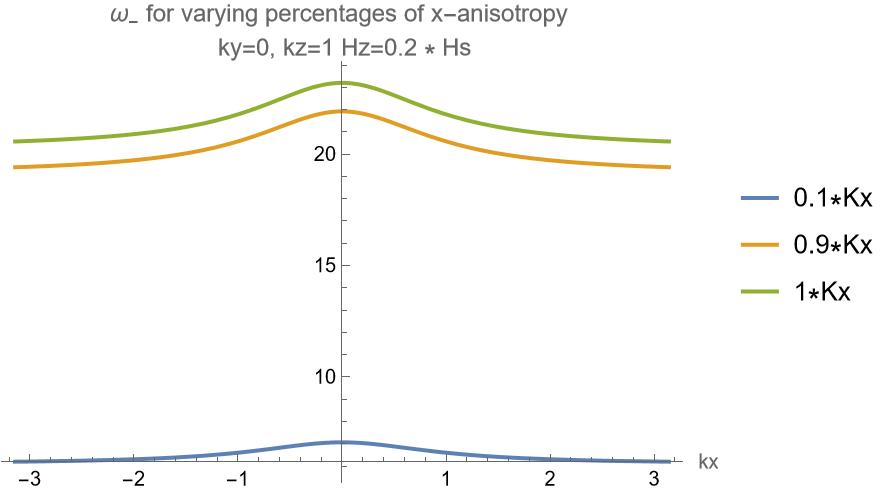 ω₋ for varying percentages of x-anisotropy
ky=0, kz=1 Hz=0.2 * Hs
20
15
10
-3 -2 -1 1 2 3 kx
0.1*Kx
0.9*Kx
1*Kx